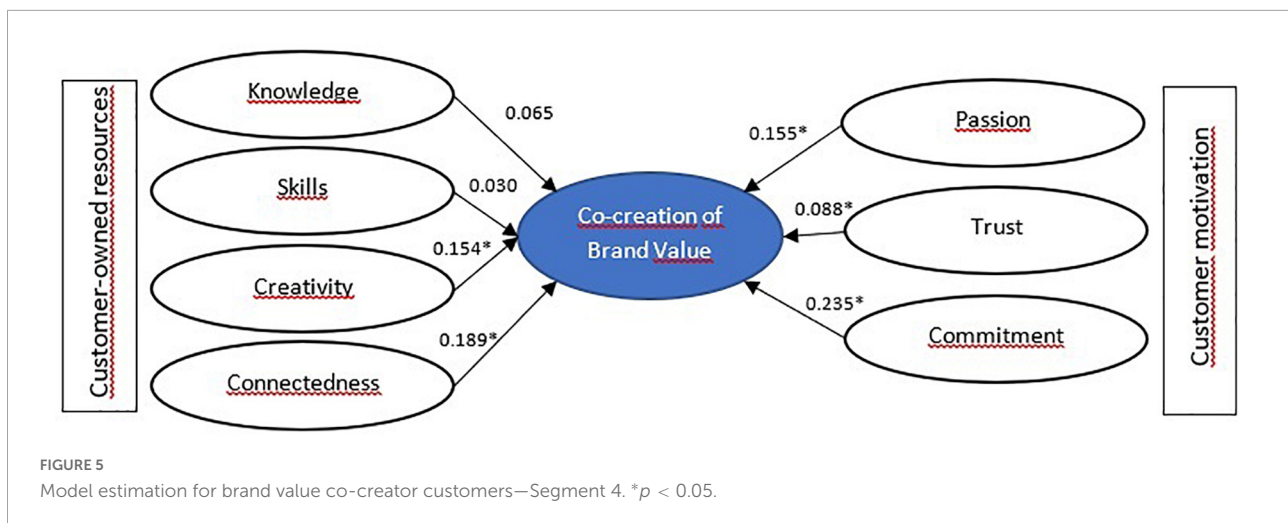 Customer-owned resources
Knowledge
Skills
Creativity
Connectedness
0.065
0.030
0.154*
0.189*
Co-creation of
Brand Value
0.155*
0.088*
0.235*
Passion
Trust
Commitment
Customer motivation
FIGURE 5
Model estimation for brand value co-creator customers—Segment 4. *p < 0.05.